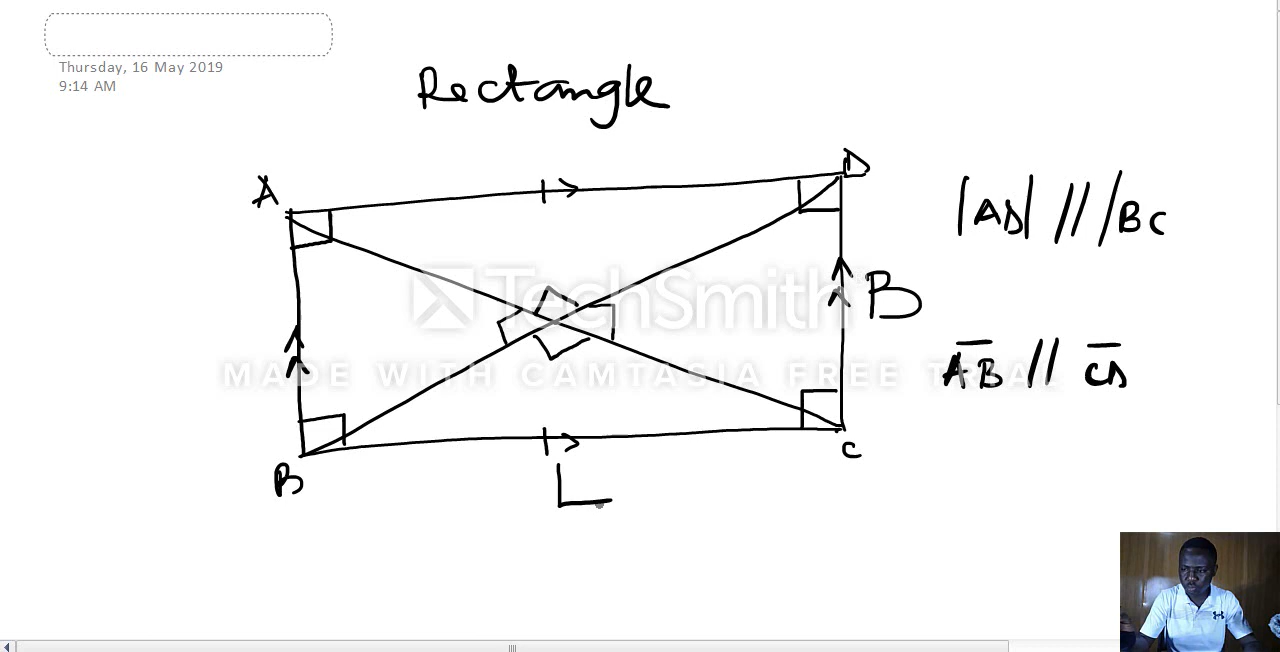 Thursday, 16 May 2019
9:14 AM
Rectangle
A
D
|AD| // /BC
TechSmith
B
MADE WITH CAMTASIA FREE TRIAL
AB // CD
B
C
L